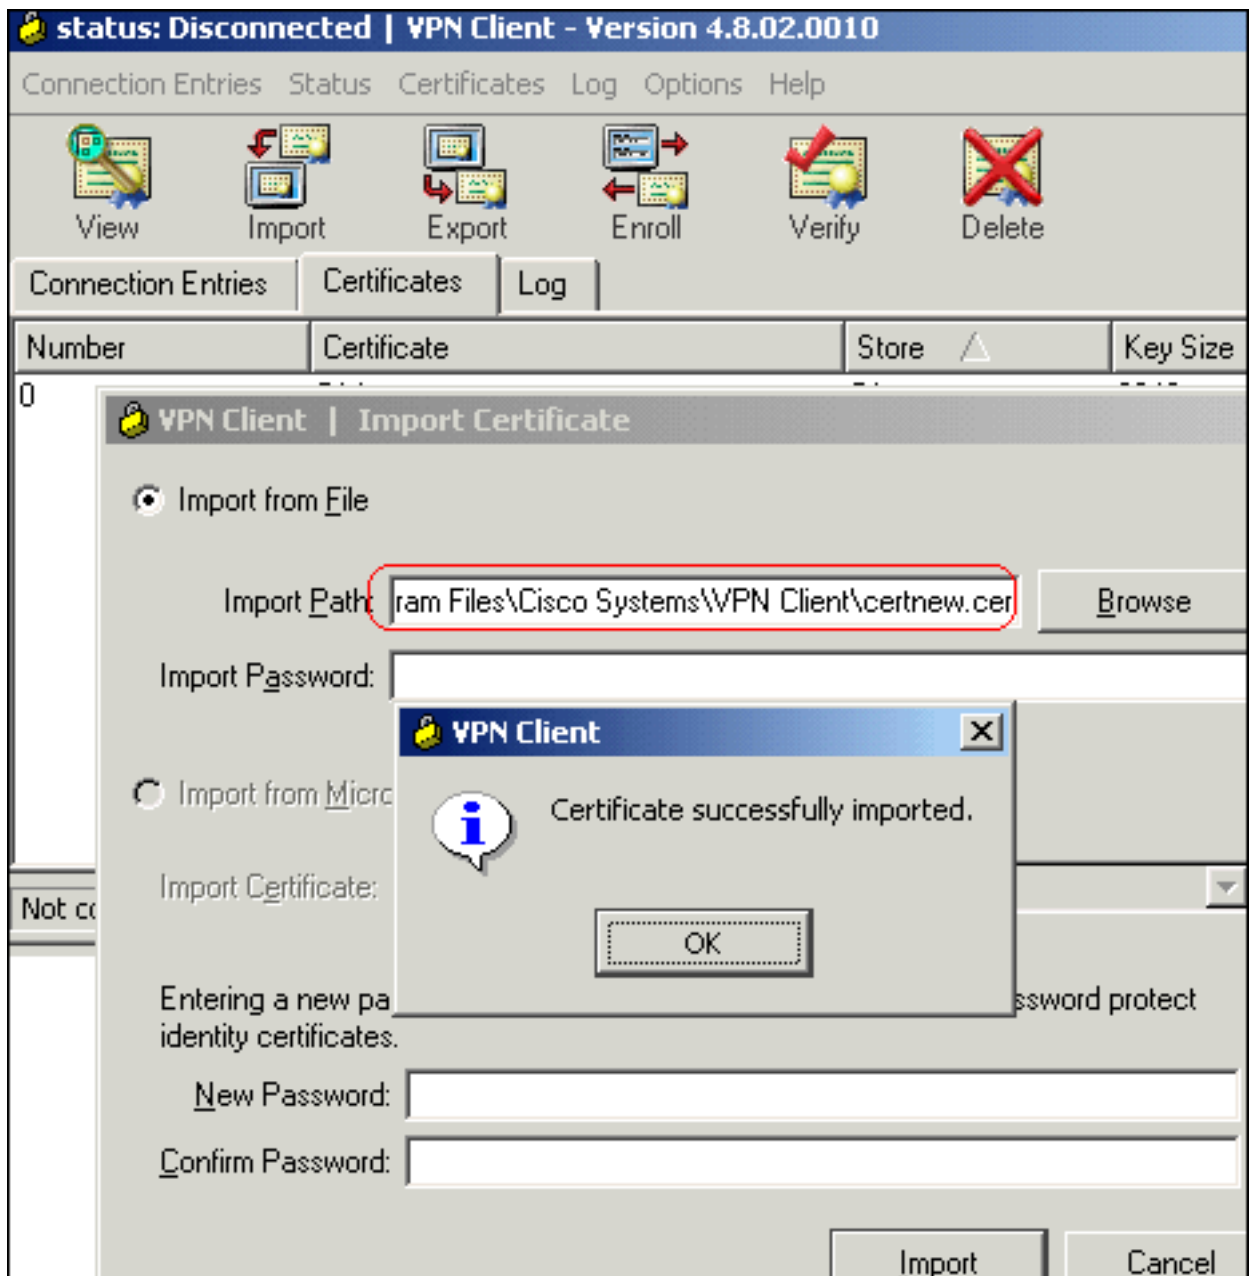 status: Disconnected | VPN Client - Version 4.8.02.0010
Connection Entries Status Certificates Log Options Help
View Import Export Enroll Verify Delete
Connection Entries Certificates Log
Number Certificate Store Key Size
0
VPN Client | Import Certificate
Import from File
Import Path: ram Files\Cisco Systems\VPN Client\certnew.cer Browse
Import Password:
VPN Client
Import from
Certificate successfully imported.
Import Certificate:
Not
OK
Entering a new protect
identity certificates.
New Password:
Confirm Password:
Import Cancel